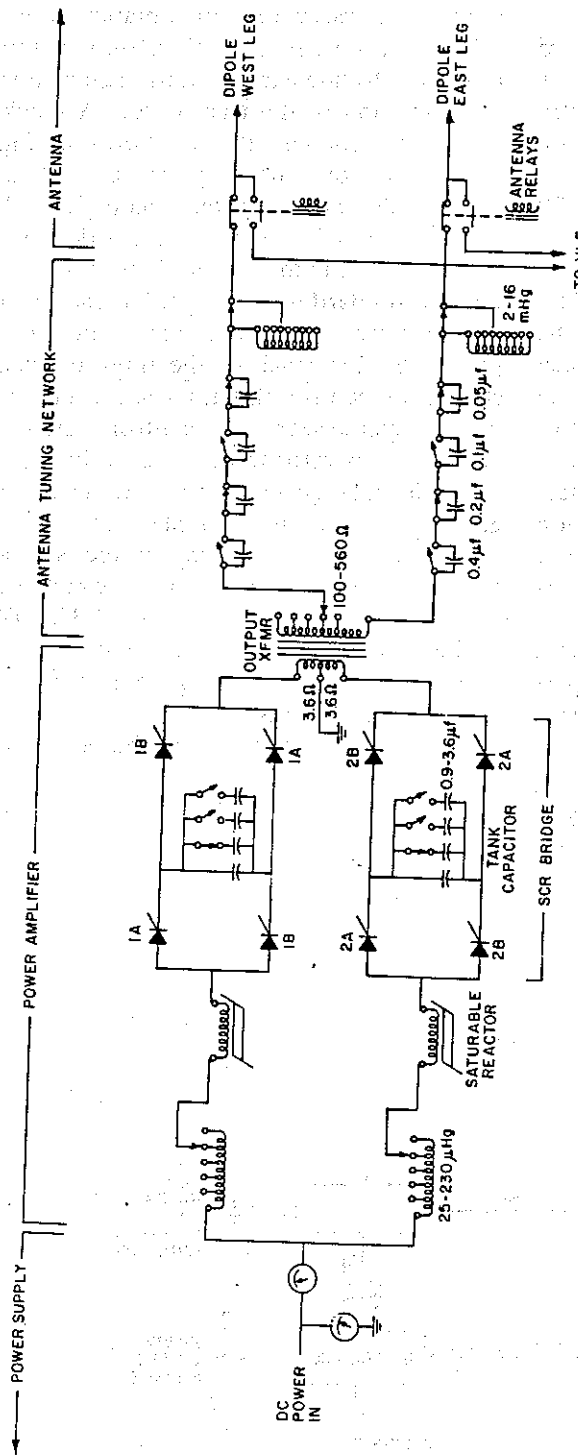 POWER SUPPLY
POWER AMPLIFIER
ANTENNA TUNING NETWORK
ANTENNA
DC
POWER
IN
25-230μHg
SATURABLE
REACTOR
1A
1B
1B
1A
2A
2B
2B
2A
0.9-3.6μf
TANK
CAPACITOR
SCR BRIDGE
OUTPUT
XFMR
3.6Ω
3.6Ω
100-560Ω
0.4μf
0.2μf
0.1μf
0.05μf
2-16
mHg
DIPOLE
WEST LEG
DIPOLE
EAST LEG
ANTENNA
RELAYS